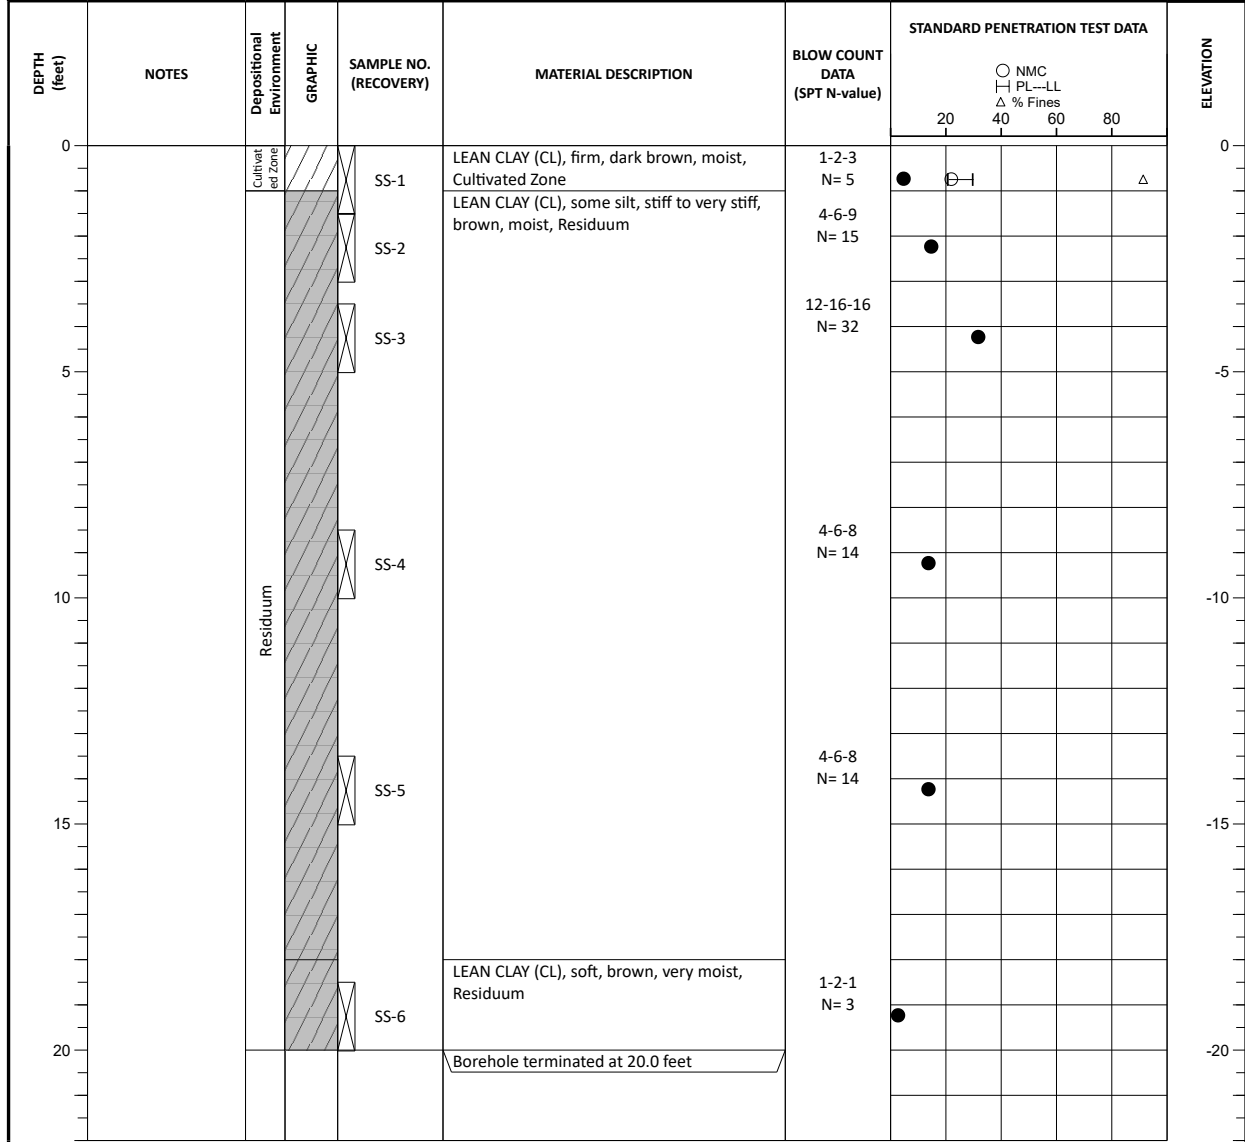 DEPTH
(feet)
NOTES
Depositional
Environment
GRAPHIC
SAMPLE NO.
(RECOVERY)
MATERIAL DESCRIPTION
BLOW COUNT
DATA
(SPT N-value)
STANDARD PENETRATION TEST DATA
NMC
PL---LL
% Fines
20 40 60 80
ELEVATION
0
Cultivat
ed Zone
SS-1
LEAN CLAY (CL), firm, dark brown, moist,
Cultivated Zone
1-2-3
N= 5
0
LEAN CLAY (CL), some silt, stiff to very stiff,
brown, moist, Residuum
SS-2
4-6-9
N= 15
SS-3
12-16-16
N= 32
5
-5
SS-4
4-6-8
N= 14
10
-10
Residuum
SS-5
4-6-8
N= 14
15
-15
LEAN CLAY (CL), soft, brown, very moist,
Residuum
SS-6
1-2-1
N= 3
20
-20
Borehole terminated at 20.0 feet